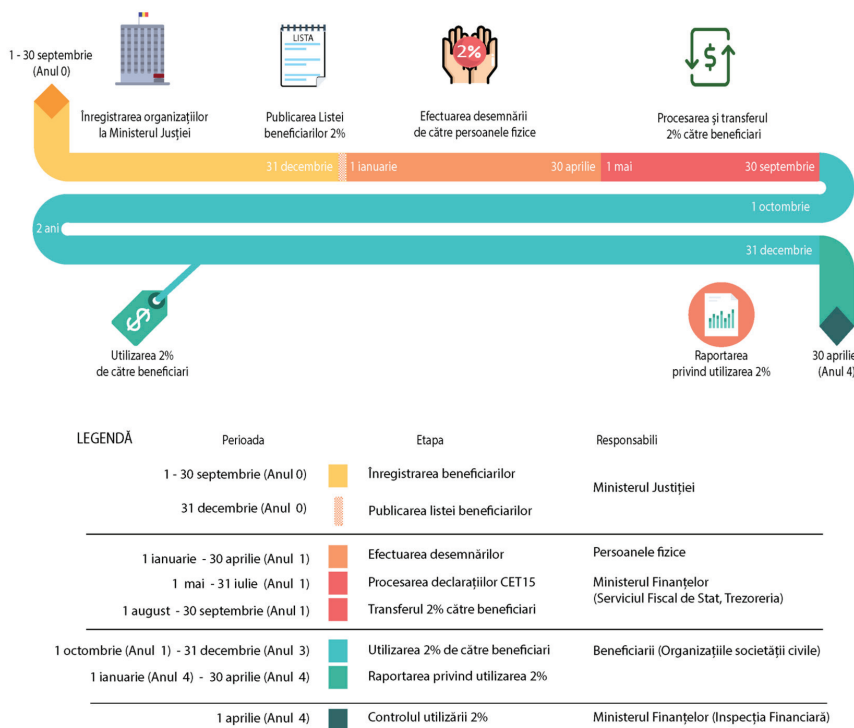 1 - 30 septembrie
(Anul 0)
LISTA
2%
$
Înregistrarea organizațiilor
la Ministerul Jusției
Publicarea Listei
beneficiarilor 2%
Efectuarea desemnării
de către persoanele fizice
Procesarea și transferul
2% către beneficiari
31 decembrie
1 ianuarie
30 aprilie
1 mai
30 septembrie
1 octombrie
2 ani
31 decembrie
$
Utilizarea 2%
de către beneficiari
Raportarea
privind utilizarea 2%
30 aprilie
(Anul 4)
LEGENDĂ Perioada Etapa Responsabili
1 - 30 septembrie (Anul 0) Înregistrarea beneficiarilor
Ministerul Justiției
31 decembrie (Anul 0) Publicarea listei beneficiarilor
1 ianuarie - 30 aprilie (Anul 1) Efectuarea desemnărilor Persoanele fizice
1 mai - 31 iulie (Anul 1) Procesarea declarațiilor CET15 Ministerul Finanțelor
(Serviciul Fiscal de Stat, Trezoreria)
1 august - 30 septembrie (Anul 1) Transferul 2% către beneficiari
1 octombrie (Anul 1) - 31 decembrie (Anul 3) Utilizarea 2% de către beneficiari Beneficiarii (Organizațiile societății civile)
1 ianuarie (Anul 4) - 30 aprilie (Anul 4) Raportarea privind utilizarea 2%
1 aprilie (Anul 4) Controlul utilizării 2% Ministerul Finanțelor (Inspecția Financiară)